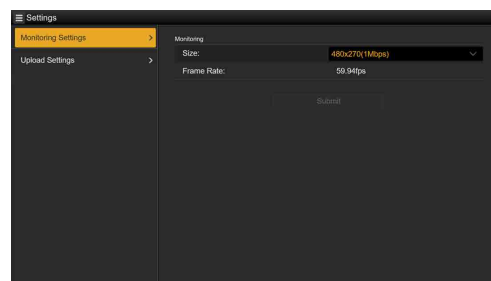 Settings
Monitoring Settings
Upload Settings
Monitoring
Size: 480x270(1Mbps)
Frame Rate: 59.94fps
Submit